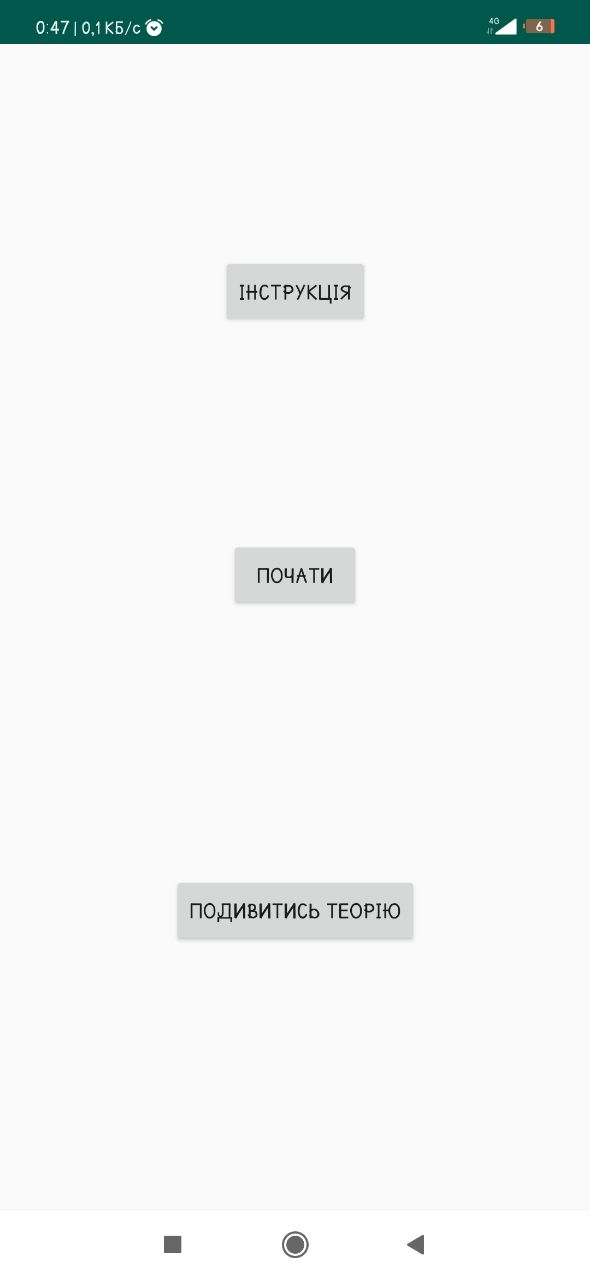 0:47 | 0,1 КБ/с
4G
6
ІНСТРУКЦІЯ
ПОЧАТИ
ПОДИВИТИСЬ ТЕОРІЮ